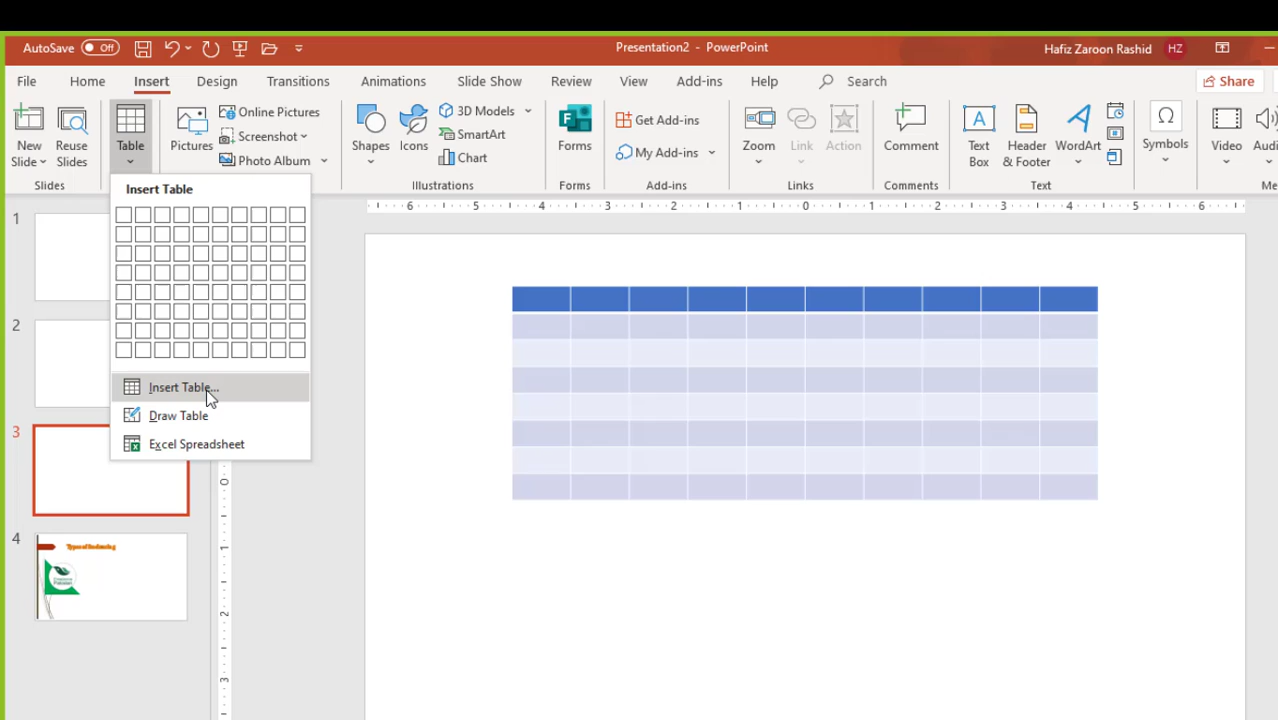 AutoSave Off Presentation2 - PowerPoint Hafiz Zaroon Rashid HZ
File Home Insert Design Transitions Animations Slide Show Review View Add-ins Help Search Share
New Slide
Reuse Slides
Table
Pictures
Online Pictures
Screenshot
Photo Album
Shapes
Icons
3D Models
SmartArt
Chart
Forms
Get Add-ins
My Add-ins
Zoom
Link
Action
Comment
Text Box
Header & Footer
WordArt
Symbols
Video
Audi
Slides Illustrations Forms Add-ins Links Comments Text Me
Insert Table
Insert Table...
Draw Table
Excel Spreadsheet
6 5 4 3 2 1 0 1 2 3 4 5 6
0
1
2
3
1
2
3
4